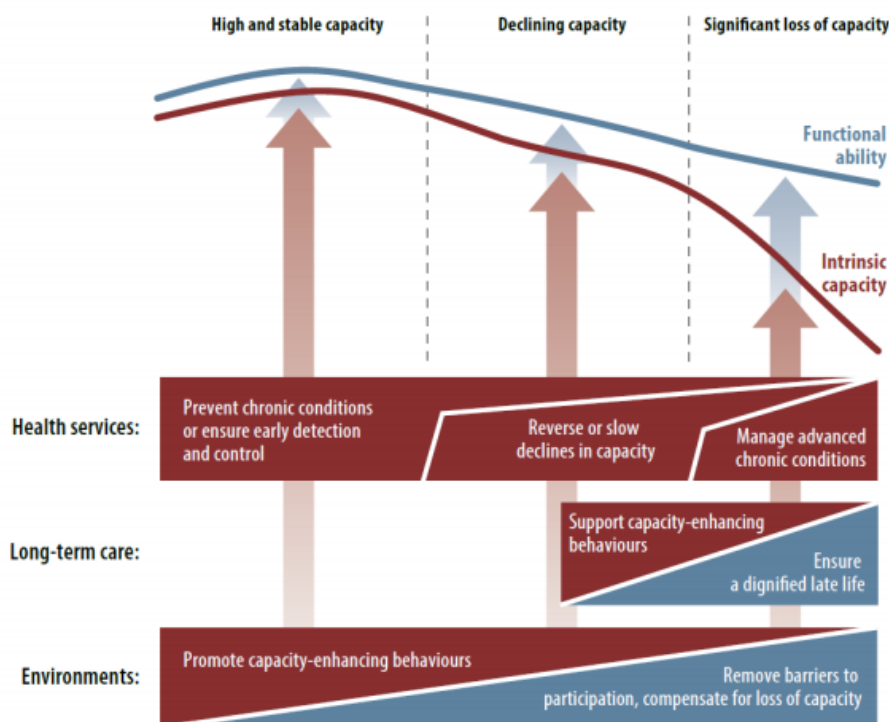 High and stable capacity
Declining capacity
Significant loss of capacity
Functional
ability
Intrinsic
capacity
Health services:
Prevent chronic conditions
or ensure early detection
and control
Reverse or slow
declines in capacity
Manage advanced
chronic conditions
Long-term care:
Support capacity-enhancing
behaviours
Ensure
a dignified late life
Environments:
Promote capacity-enhancing behaviours
Remove barriers to
participation, compensate for loss of capacity